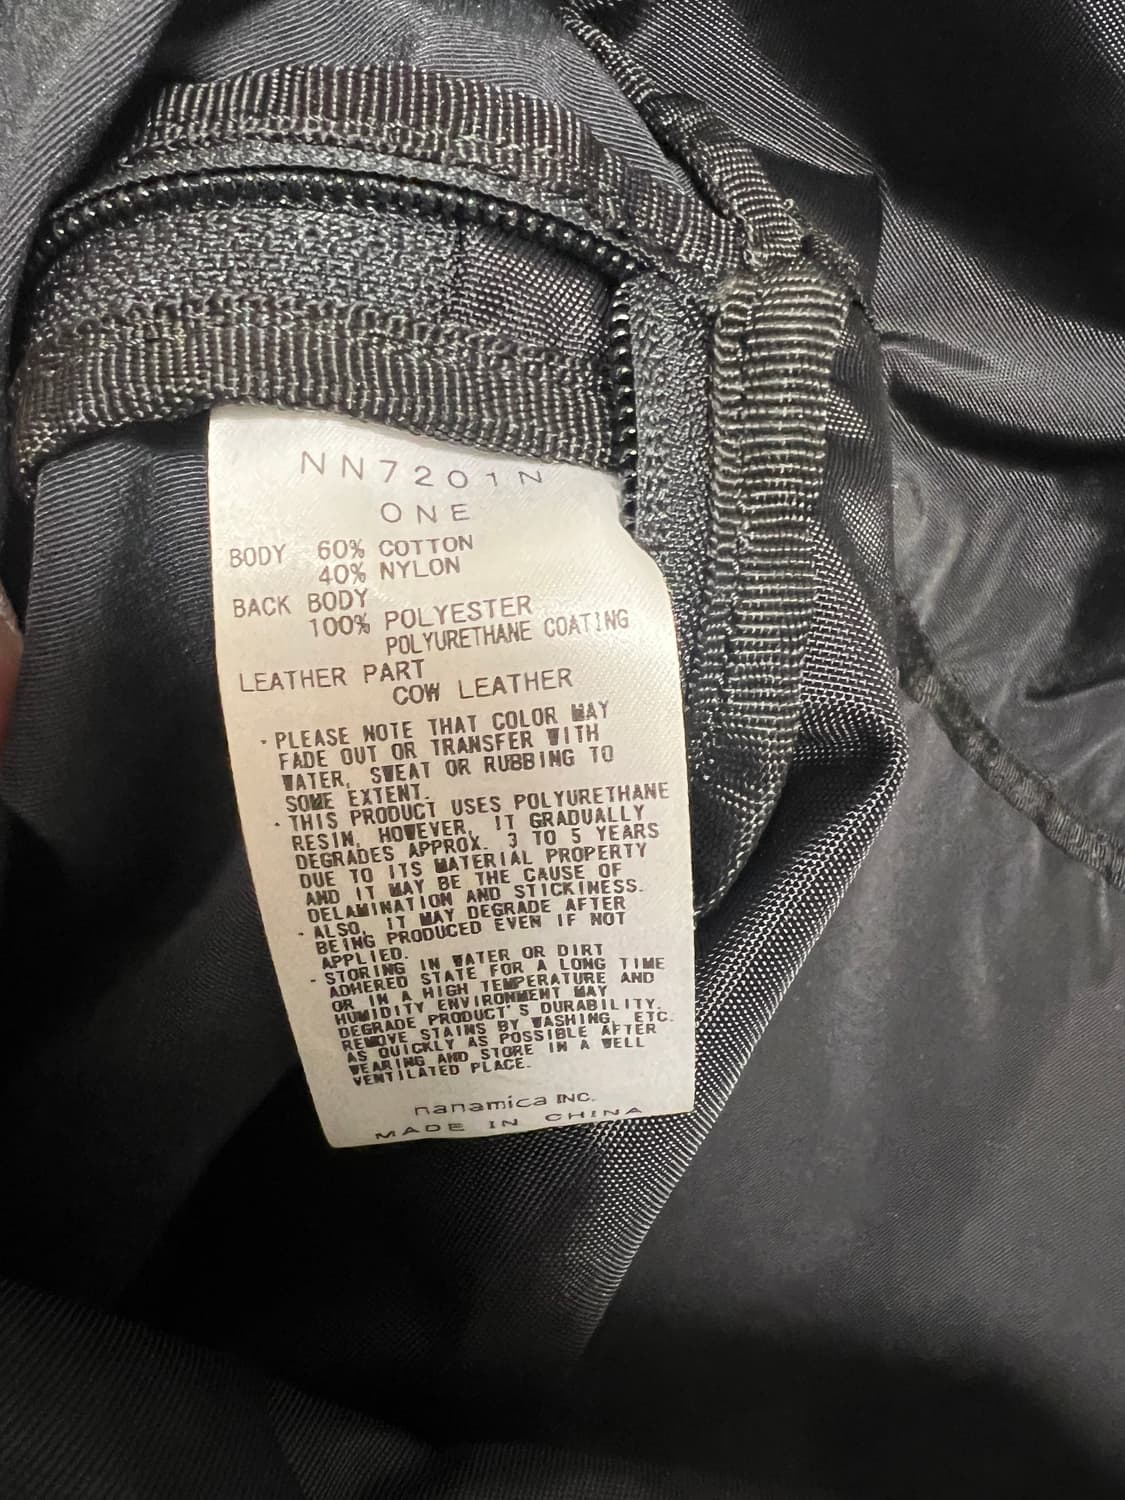 NN7201N
ONE
BODY 60% COTTON
40% NYLON
BACK BODY
100% POLYESTER
POLYURETHANE COATING
LEATHER PART
COW LEATHER
·PLEASE NOTE THAT COLOR MAY
FADE OUT OR TRANSFER WITH
WATER, SWEAT OR RUBBING TO
SOME EXTENT.
·THIS PRODUCT USES POLYURETHANE
RESIN, HOWEVER, IT GRADUALLY
DEGRADES APPROX. 3 TO 5 YEARS
DUE TO ITS MATERIAL PROPERTY
AND IT MAY BE THE CAUSE OF
DELAMINATION AND STICKINESS.
·ALSO, IT MAY DEGRADE AFTER
BEING PRODUCED EVEN IF NOT
APPLIED.
·STORING IN WATER OR DIRT
ADHERED STATE FOR A LONG TIME
OR IN A HIGH TEMPERATURE AND
HUMIDITY ENVIRONMENT MAY
DEGRADE PRODUCT'S DURABILITY.
REMOVE STAINS BY WASHING, ETC.
AS QUICKLY AS POSSIBLE AFTER
WEARING AND STORE IN A WELL
VENTILATED PLACE.
nanamica INC.
MADE IN CHINA